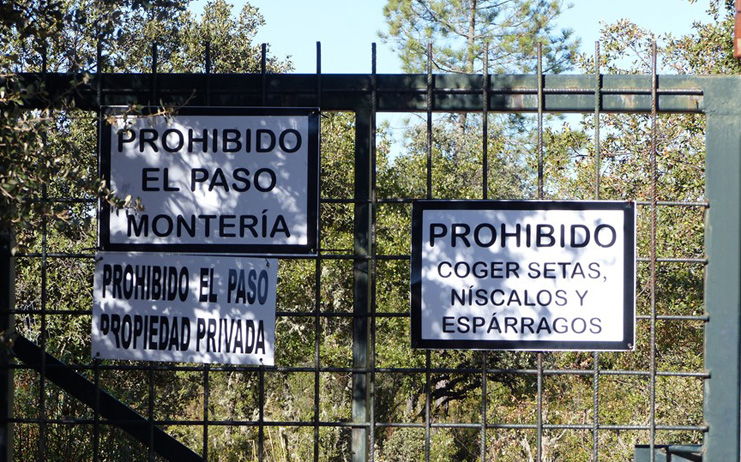 PROHIBIDO
EL PASO
MONTERÍA
PROHIBIDO EL PASO
PROPIEDAD PRIVADA
PROHIBIDO
COGER SETAS,
NÍSCALOS Y
ESPÁRRAGOS